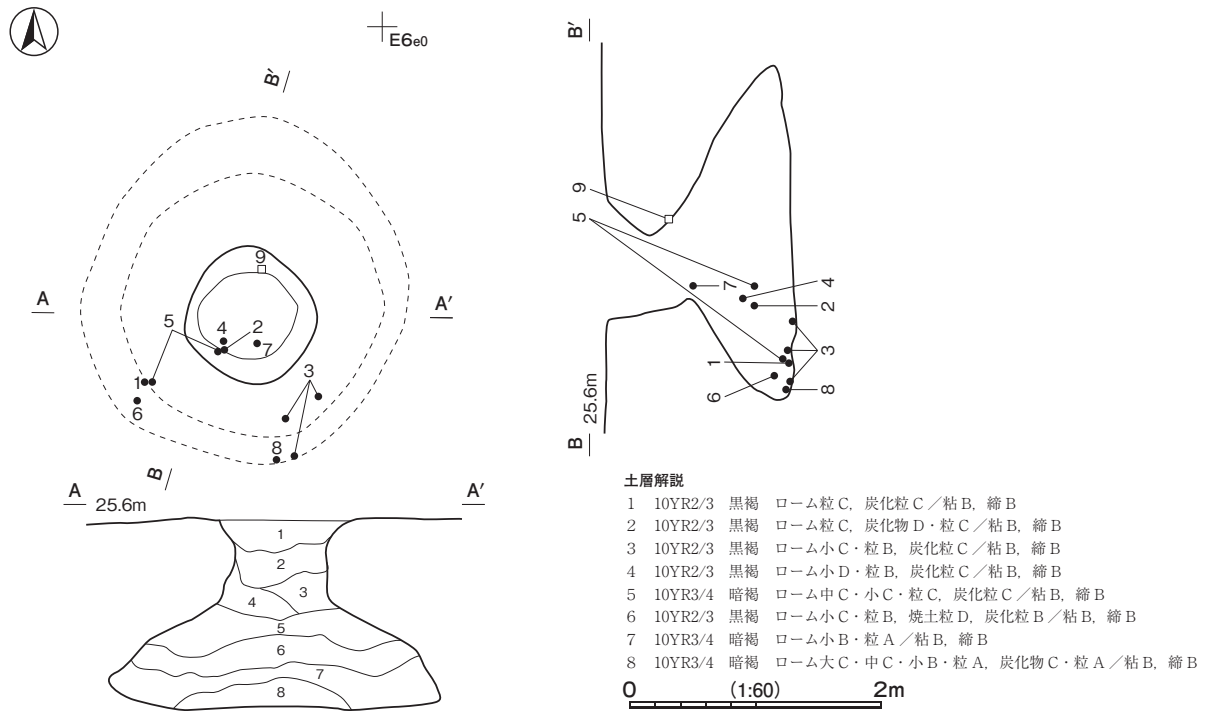 E6e0
B'
9
A
A'
5
4
2
7
1
3
6
8
B
A
25.6m
A'
1
2
3
4
5
6
7
8
B'
9
5
7
4
2
3
1
6
8
25.6m
B
土層解説
1 10YR2/3 黒褐 ローム粒C，炭化粒C／粘B，締B
2 10YR2/3 黒褐 ローム粒C，炭化物D・粒C／粘B，締B
3 10YR2/3 黒褐 ローム小C・粒B，炭化粒C／粘B，締B
4 10YR2/3 黒褐 ローム小D・粒B，炭化粒C／粘B，締B
5 10YR3/4 暗褐 ローム中C・小C・粒C，炭化粒C／粘B，締B
6 10YR2/3 黒褐 ローム小C・粒B，焼土粒D，炭化粒B／粘B，締B
7 10YR3/4 暗褐 ローム小B・粒A／粘B，締B
8 10YR3/4 暗褐 ローム大C・中C・小B・粒A，炭化物C・粒A／粘B，締B
0 (1:60) 2m